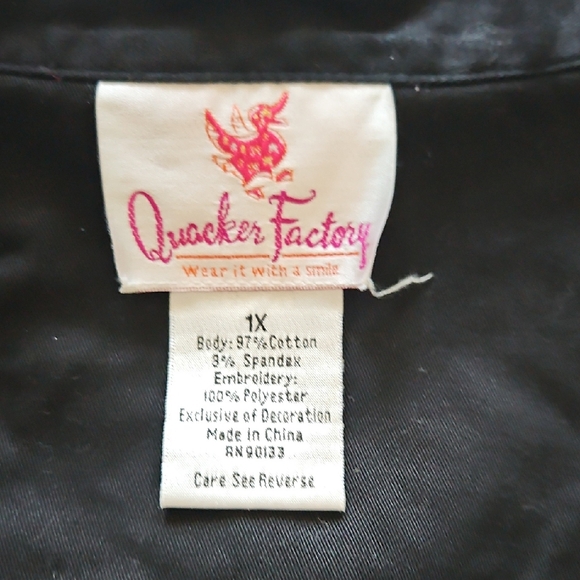 Quacker Factory
Wear it with a smile
1X
Body: 97% Cotton
3% Spandex
Embroidery:
100% Polyester
Exclusive of Decoration
Made In China
RN90133
Care See Reverse